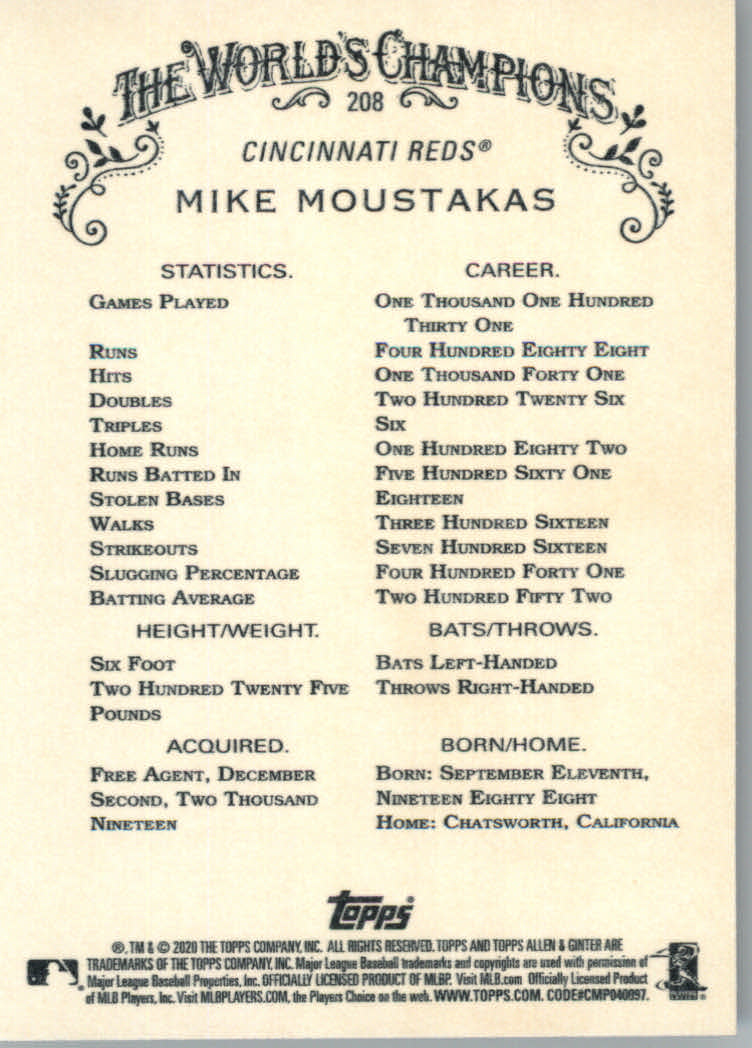 THE WORLD'S CHAMPIONS
208
CINCINNATI REDS®
MIKE MOUSTAKAS
STATISTICS. CAREER.
GAMES PLAYED ONE THOUSAND ONE HUNDRED
THIRTY ONE
RUNS FOUR HUNDRED EIGHTY EIGHT
HITS ONE THOUSAND FORTY ONE
DOUBLES TWO HUNDRED TWENTY SIX
TRIPLES SIX
HOME RUNS ONE HUNDRED EIGHTY TWO
RUNS BATTED IN FIVE HUNDRED SIXTY ONE
STOLEN BASES EIGHTEEN
WALKS THREE HUNDRED SIXTEEN
STRIKEOUTS SEVEN HUNDRED SIXTEEN
SLUGGING PERCENTAGE FOUR HUNDRED FORTY ONE
BATTING AVERAGE TWO HUNDRED FIFTY TWO
HEIGHT/WEIGHT. BATS/THROWS.
SIX FOOT BATS LEFT-HANDED
TWO HUNDRED TWENTY FIVE THROWS RIGHT-HANDED
POUNDS
ACQUIRED. BORN/HOME.
FREE AGENT, DECEMBER BORN: SEPTEMBER ELEVENTH,
SECOND, TWO THOUSAND NINETEEN EIGHTY EIGHT
NINETEEN HOME: CHATSWORTH, CALIFORNIA
Topps®
®, TM & © 2020 THE TOPPS COMPANY, INC. ALL RIGHTS RESERVED. TOPPS AND TOPPS ALLEN & GINTER ARE
TRADEMARKS OF THE TOPPS COMPANY, INC. Major League Baseball trademarks and copyrights are used with permission of
Major League Baseball Properties, Inc. OFFICIALLY LICENSED PRODUCT OF MLBP. Visit MLB.com Officially Licensed Product
of MLB Players, Inc. Visit MLBPLAYERS.COM, the Players Choice on the web. WWW.TOPPS.COM. CODE#CMP040097.